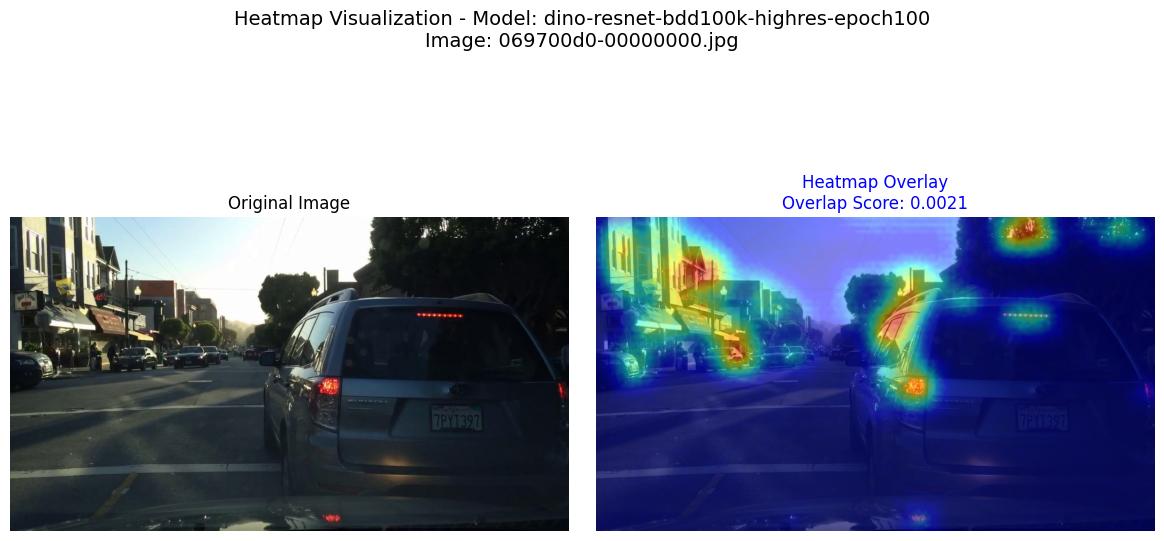 Heatmap Visualization - Model: dino-resnet-bdd100k-highres-epoch100
Image: 069700d0-00000000.jpg
Original Image
Heatmap Overlay
Overlap Score: 0.0021
7PYT397